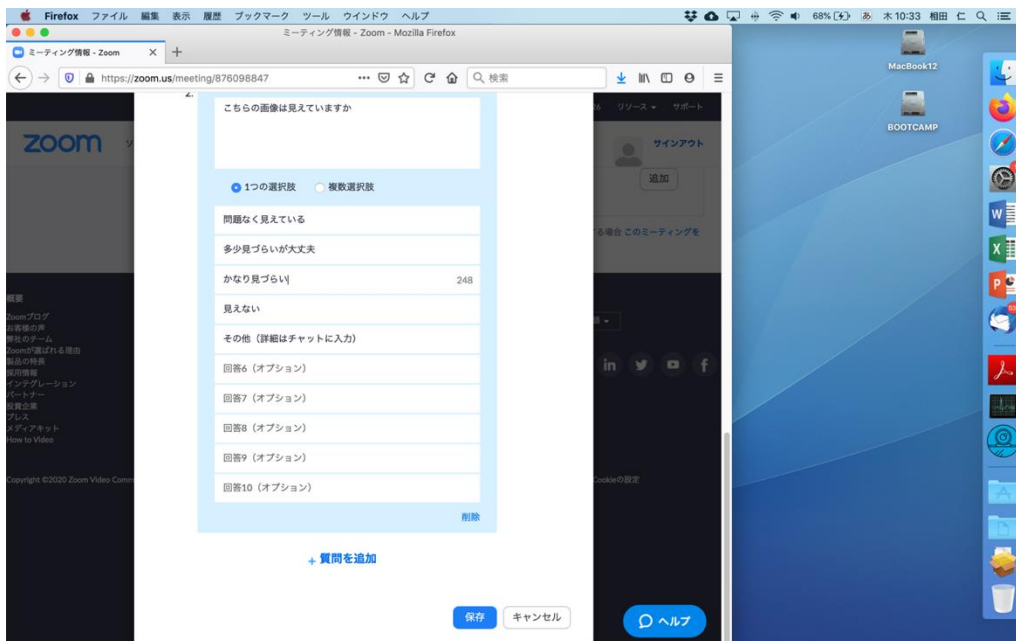 Firefox ファイル 編集 表示 履歴 ブックマーク ツール ウインドウ ヘルプ 68% あ 木10:33 相田 仁
ミーティング情報 - Zoom - Mozilla Firefox
ミーティング情報 - Zoom
https://zoom.us/meeting/876098847 検索
MacBook12
BOOTCAMP
リソース サポート
2.
こちらの画像は見えていますか
zoom サインアウト
1つの選択肢 複数選択肢
追加
問題なく見えている
る場合 このミーティングを
多少見づらいが大丈夫
かなり見づらい 248
概要
見えない
Zoomブログ
お客様の声
弊社のチーム
その他（詳細はチャットに入力）
Zoomが選ばれる理由
製品の特長
回答6（オプション）
採用情報
インテグレーション
パートナー
回答7（オプション）
投資企業
プレス
メディアキット
回答8（オプション）
How to Video
回答9（オプション）
Copyright ©2020 Zoom Video Comm
Cookieの設定
回答10（オプション）
削除
+ 質問を追加
保存 キャンセル ヘルプ